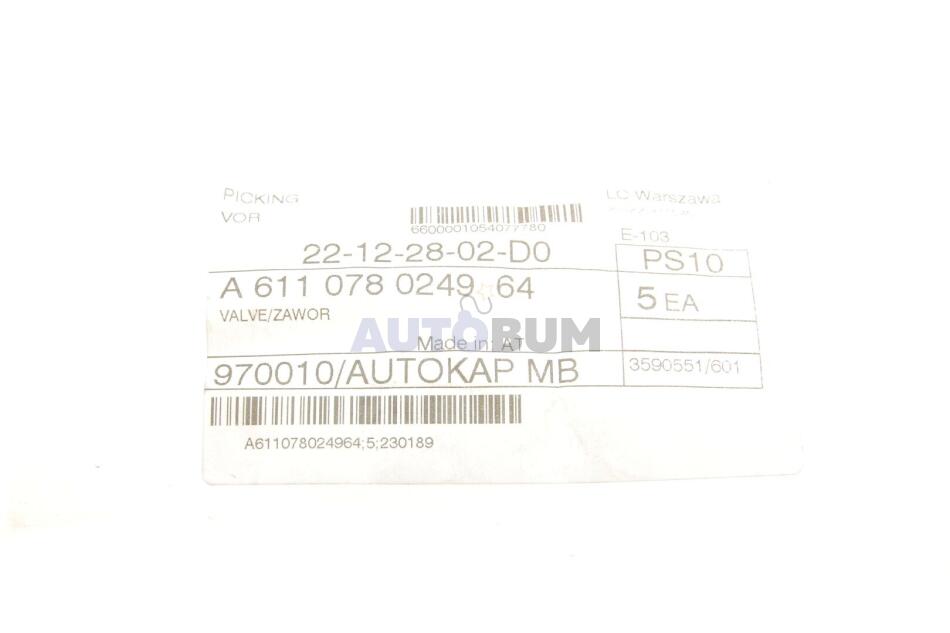 PICKING
LC Warszawa
VOR
6600001054077780
E-103
22-12-28-02-D0
PS10
A 611 078 0249 64
5 EA
VALVE/ZAWOR
AUTOBUM
Made in: AT
970010/AUTOKAP MB
3590551/601
A611078024964;5;230189